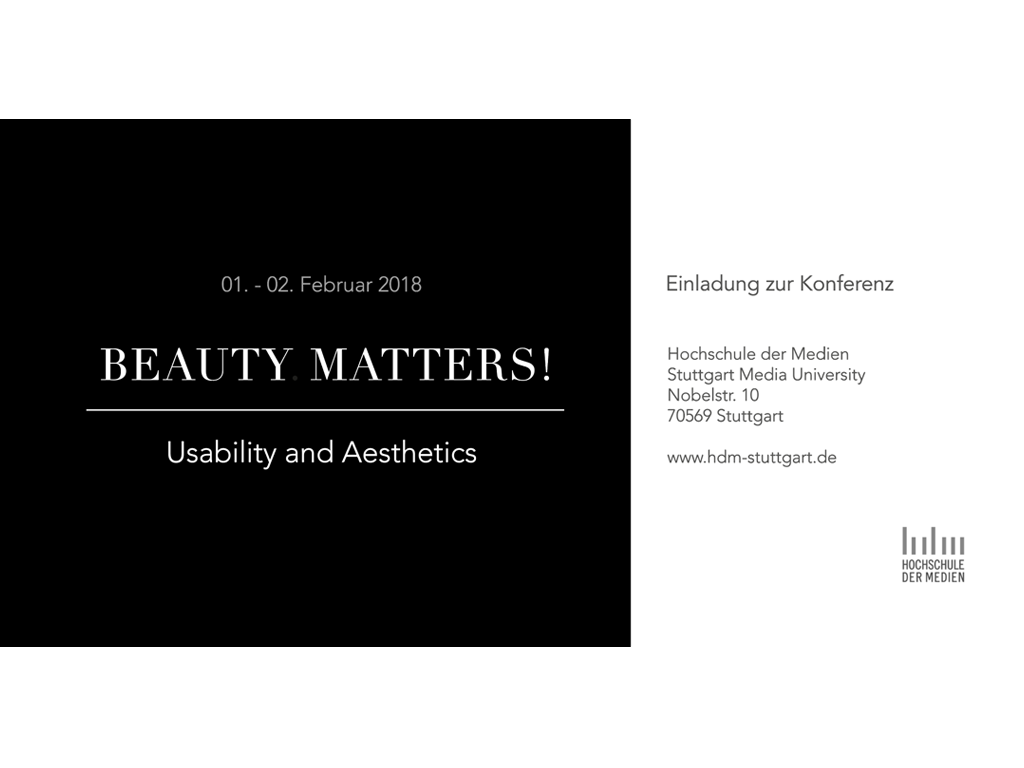 01. - 02. Februar 2018
BEAUTY. MATTERS!
Usability and Aesthetics
Einladung zur Konferenz
Hochschule der Medien
Stuttgart Media University
Nobelstr. 10
70569 Stuttgart
www.hdm-stuttgart.de
HOCHSCHULE
DER MEDIEN